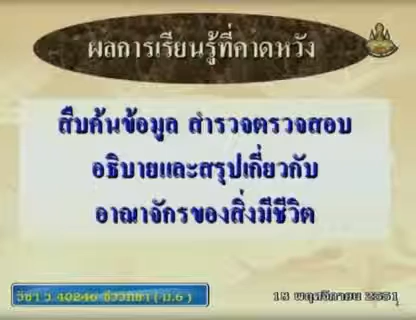 ผลการเรียนรู้ที่คาดหวัง
สืบค้นข้อมูล สำรวจตรวจสอบ
อธิบายและสรุปเกี่ยวกับ
อาณาจักรของสิ่งมีชีวิต
วิชา ว 40246 ชีววิทยา ( ม.6 )
13 พฤศจิกายน 2551